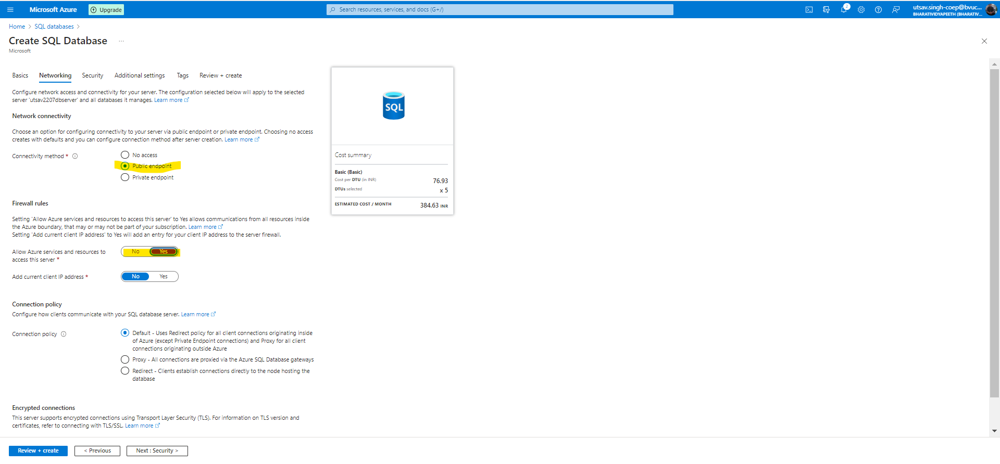 Microsoft Azure
Upgrade
Search resources, services, and docs (G+/)
2
utsav.singh-coep@bvuc...
BHARATIVIDYAPEETH (BHARATIV...
Home > SQL databases >
Create SQL Database ...
Microsoft
Basics Networking Security Additional settings Tags Review + create
Configure network access and connectivity for your server. The configuration selected below will apply to the selected
server 'utsav2207dbserver' and all databases it manages. Learn more
Network connectivity
Choose an option for configuring connectivity to your server via public endpoint or private endpoint. Choosing no access
creates with defaults and you can configure connection method after server creation. Learn more
Connectivity method *
No access
Public endpoint
Private endpoint
Firewall rules
Setting 'Allow Azure services and resources to access this server' to Yes allows communications from all resources inside
the Azure boundary, that may or may not be part of your subscription. Learn more
Setting 'Add current client IP address' to Yes will add an entry for your client IP address to the server firewall.
Allow Azure services and resources to
access this server *
No Yes
Add current client IP address *
No Yes
Connection policy
Configure how clients communicate with your SQL database server. Learn more
Connection policy
Default - Uses Redirect policy for all client connections originating inside
of Azure (except Private Endpoint connections) and Proxy for all client
connections originating outside Azure
Proxy - All connections are proxied via the Azure SQL Database gateways
Redirect - Clients establish connections directly to the node hosting the
database
Encrypted connections
This server supports encrypted connections using Transport Layer Security (TLS). For information on TLS version and
certificates, refer to connecting with TLS/SSL. Learn more
SQL
Cost summary
Basic (Basic)
Cost per DTU (in INR) 76.93
DTUs selected x 5
ESTIMATED COST / MONTH 384.63 INR
Review + create < Previous Next : Security >